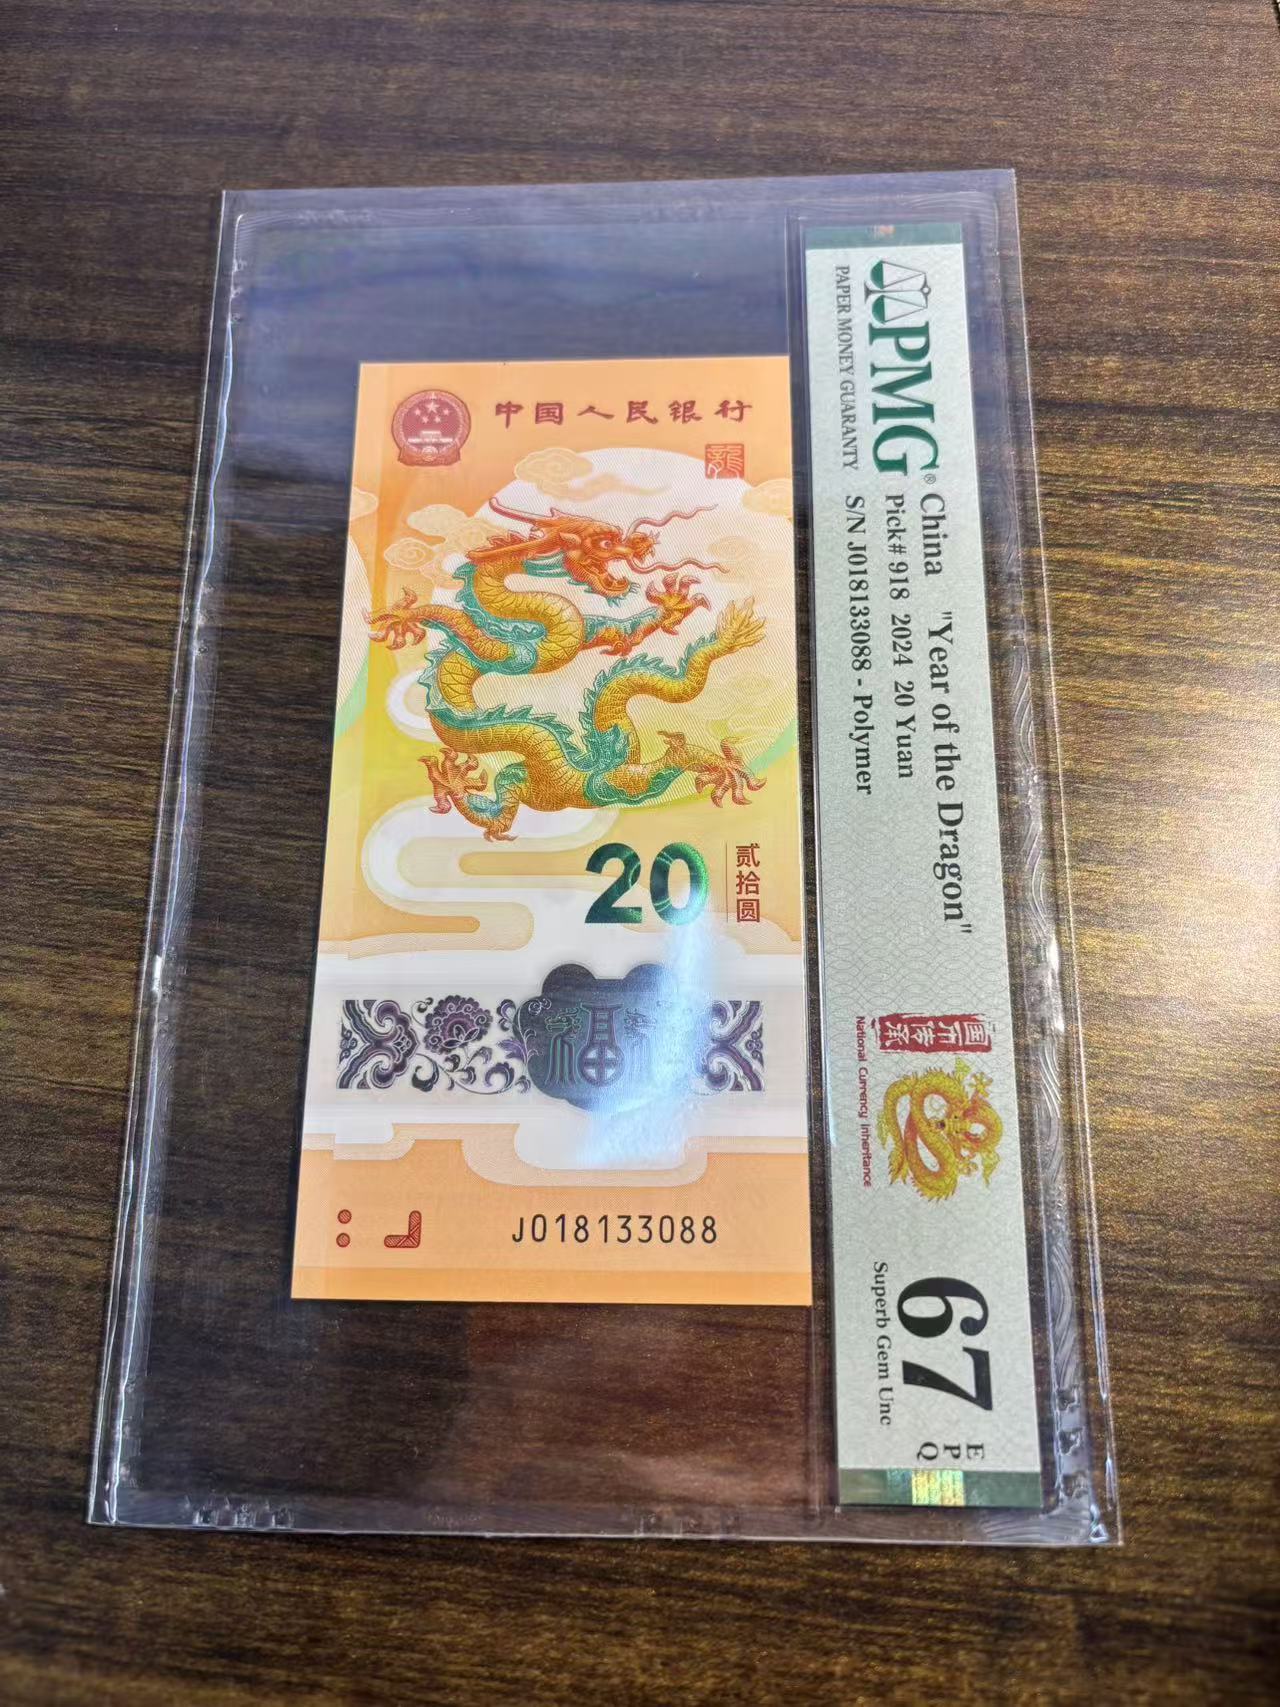 中国人民银行
龍
20
贰拾圆
福
J018133088
PMG®
PAPER MONEY GUARANTY
China "Year of the Dragon"
Pick# 918 2024 20 Yuan
S/N J018133088 - Polymer
国币传承
National Currency Inheritance
67 EPQ
Superb Gem Unc